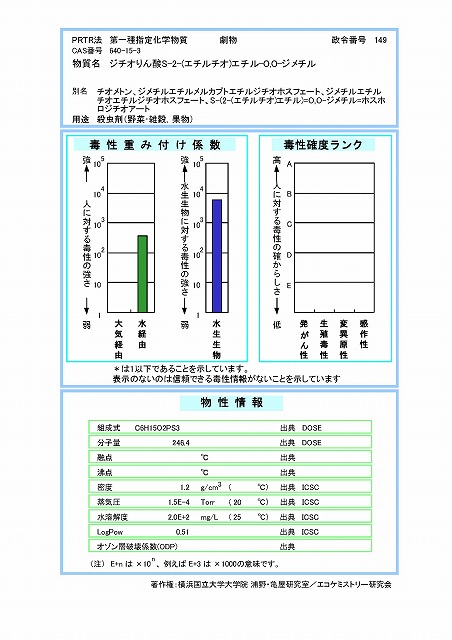 PRTR法 第一種指定化学物質 劇物 政令番号 149
CAS番号 640-15-3
物質名 ジチオりん酸S-2-(エチルチオ)エチル-O,O-ジメチル
別名 チオメトン、ジメチルエチルメルカプトエチルジチオホスフェート、ジメチルエチル
チオエチルジチオホスフェート、S-(2-(エチルチオ)エチル)=O,O-ジメチル=ホスホ
ロジチオアート
用途 殺虫剤(野菜・雑穀,果物)
毒性重み付け係数
強 人に対する毒性の強さ 弱
10^5
10^4
10^3
10^2
10
1
大気経由 水経由
強 水生生物に対する毒性の強さ 弱
10^5
10^4
10^3
10^2
10
1
水生生物
毒性確度ランク
高 人に対する毒性の確からしさ 低
A
B
C
D
E
発がん性 生殖毒性 変異原性 感作性
*は1以下であることを示しています。
表示のないのは信頼できる毒性情報がないことを示しています
物性情報
組成式 C6H15O2PS3 出典 DOSE
分子量 246.4 出典 DOSE
融点 ℃ 出典
沸点 ℃ 出典
密度 1.2 g/cm3 ( ℃) 出典 ICSC
蒸気圧 1.5E-4 Torr (20 ℃) 出典 ICSC
水溶解度 2.0E+2 mg/L (25 ℃) 出典 ICSC
LogPow 0.51 出典 ICSC
オゾン層破壊係数(ODP) 出典
(注) E+n は ×10^n、例えば E+3 は ×1000の意味です。
著作権:横浜国立大学大学院 浦野・亀屋研究室/エコケミストリー研究会